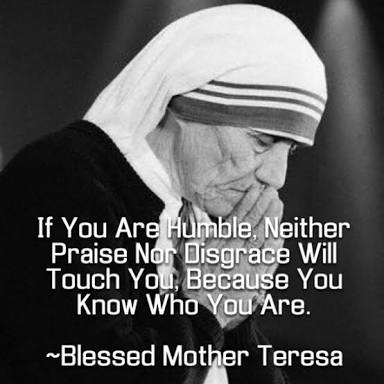 If You Are Humble, Neither
Praise Nor Disgrace Will
Touch You, Because You
Know Who You Are.
~Blessed Mother Teresa